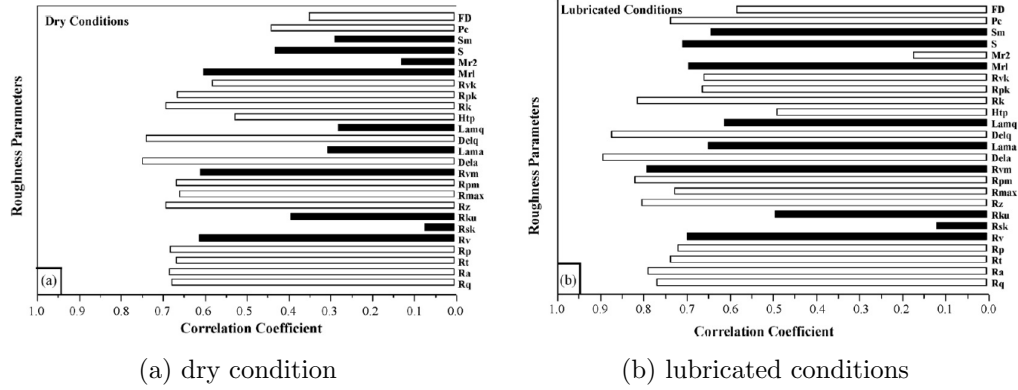 Dry Conditions
FD
Pc
Sm
S
Mr2
Mrl
Rvk
Rpk
Rk
Htp
Lamq
Delq
Lama
Dela
Rvm
Rpm
Rmax
Rz
Rku
Rsk
Rv
Rp
Rt
Ra
Rq
Roughness Parameters
(a)
1.0 0.9 0.8 0.7 0.6 0.5 0.4 0.3 0.2 0.1 0.0
Correlation Coefficient
(a) dry condition
Lubricated Conditions
FD
Pc
Sm
S
Mr2
Mrl
Rvk
Rpk
Rk
Htp
Lamq
Delq
Lama
Dela
Rvm
Rpm
Rmax
Rz
Rku
Rsk
Rv
Rp
Rt
Ra
Rq
Roughness Parameters
(b)
1.0 0.9 0.8 0.7 0.6 0.5 0.4 0.3 0.2 0.1 0.0
Correlation Coefficient
(b) lubricated conditions